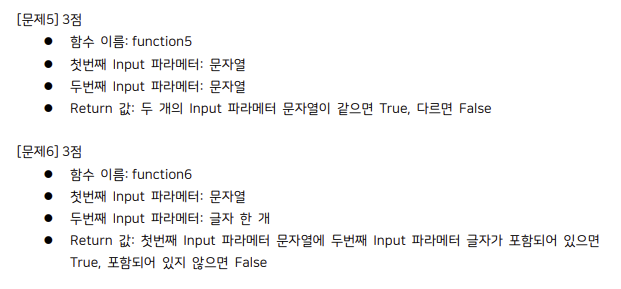 [문제5] 3점
● 함수 이름: function5
● 첫번째 Input 파라메터: 문자열
● 두번째 Input 파라메터: 문자열
● Return 값: 두 개의 Input 파라메터 문자열이 같으면 True, 다르면 False
[문제6] 3점
● 함수 이름: function6
● 첫번째 Input 파라메터: 문자열
● 두번째 Input 파라메터: 글자 한 개
● Return 값: 첫번째 Input 파라메터 문자열에 두번째 Input 파라메터 글자가 포함되어 있으면
True, 포함되어 있지 않으면 False